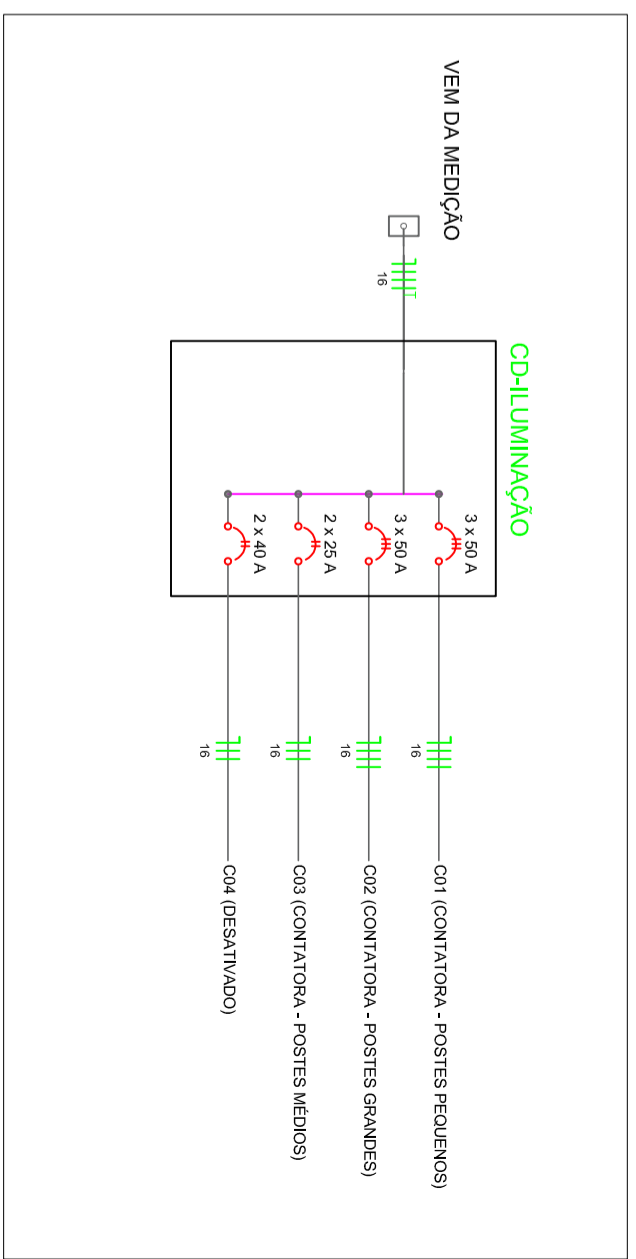 VEM DA MEDIÇÃO
16
CD-ILUMINAÇÃO
3 x 50 A
16
C01 (CONTATORA - POSTES PEQUENOS)
3 x 50 A
16
C02 (CONTATORA - POSTES GRANDES)
2 x 25 A
16
C03 (CONTATORA - POSTES MÉDIOS)
2 x 40 A
16
C04 (DESATIVADO)